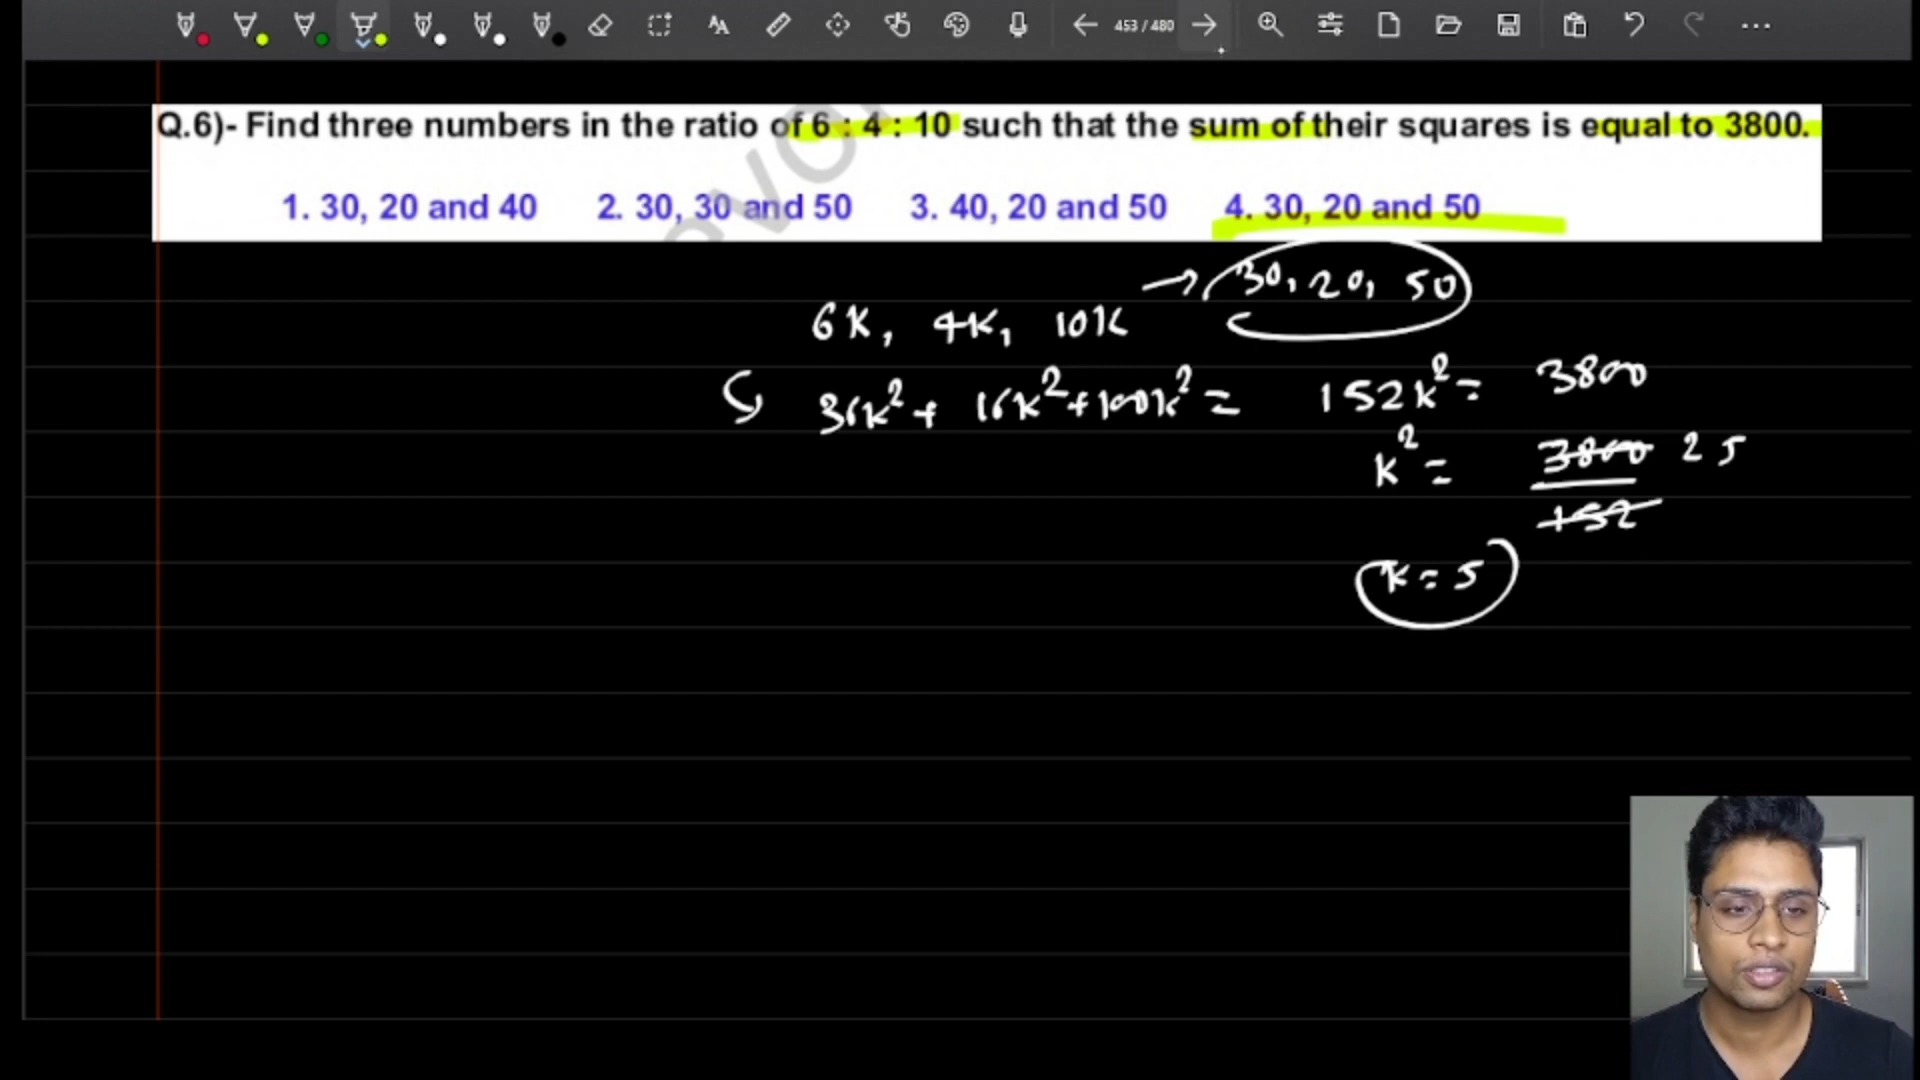 453 / 480
Q.6)- Find three numbers in the ratio of 6 : 4 : 10 such that the sum of their squares is equal to 3800.
1. 30, 20 and 40 2. 30, 30 and 50 3. 40, 20 and 50 4. 30, 20 and 50
→ 30, 20, 50
6K, 4K, 10K
36K² + 16K² + 100K² = 152K² = 3800
K² = 3800 25
152
K = 5